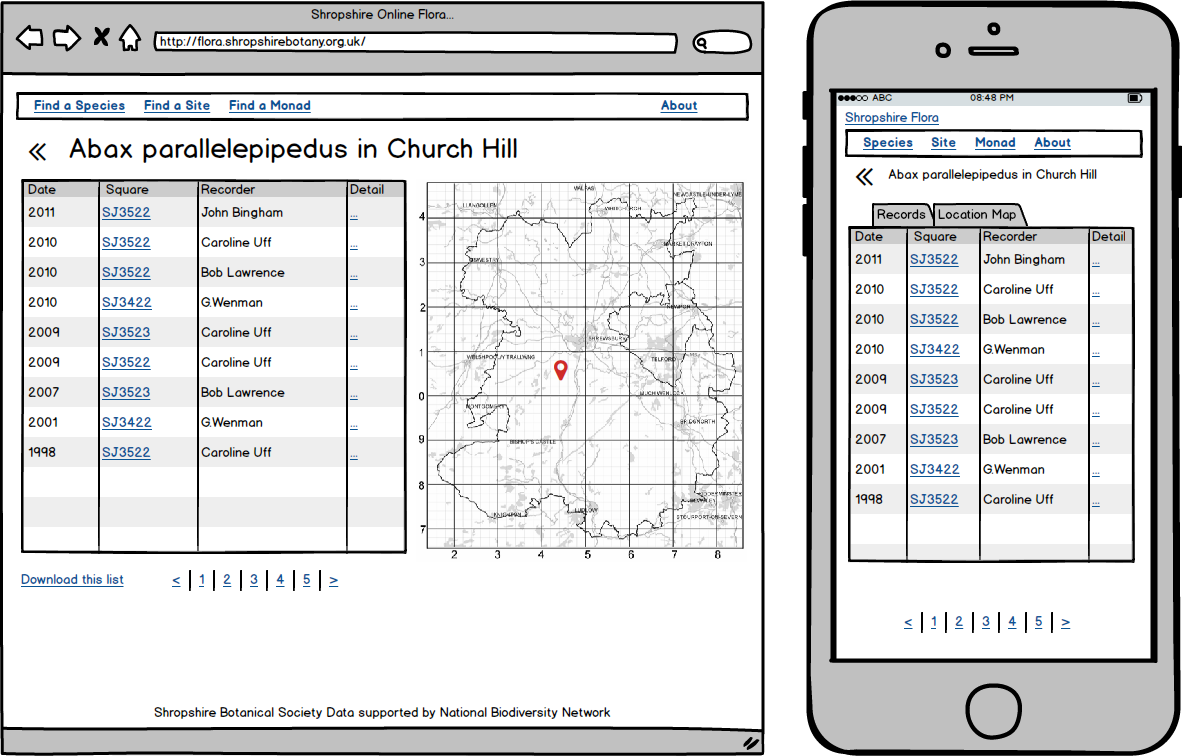 Shropshire Online Flora...
http://flora.shropshirebotany.org.uk/
Find a Species Find a Site Find a Monad About
Abax parallelepipedus in Church Hill
Date Square Recorder Detail
2011 SJ3522 John Bingham ...
2010 SJ3522 Caroline Uff ...
2010 SJ3522 Bob Lawrence ...
2010 SJ3422 G.Wenman ...
2009 SJ3523 Caroline Uff ...
2009 SJ3522 Caroline Uff ...
2007 SJ3523 Bob Lawrence ...
2001 SJ3422 G.Wenman ...
1998 SJ3522 Caroline Uff ...
NEWCASTLE-UNDER-LYME
LLANGOLLEN
WHITCHURCH
4
MARKET DRAYTON
OSWESTRY
3
2
NEWPORT
SHREWSBURY
1
WELSHPOOL/Y TRALLWNG
TELFORD
MUCH WENLOCK
0
MONTGOMERY
BRIDGNORTH
9
BISHOP'S CASTLE
8
KIDDERMINSTER
LUDLOW
KNIGHTON
STOURPORT-ON-SEVERN
7
2 3 4 5 6 7 8
Download this list < 1 2 3 4 5 >
Shropshire Botanical Society Data supported by National Biodiversity Network
ABC 08:48 PM
Shropshire Flora
Species Site Monad About
Abax parallelepipedus in Church Hill
Records Location Map
Date Square Recorder Detail
2011 SJ3522 John Bingham ...
2010 SJ3522 Caroline Uff ...
2010 SJ3522 Bob Lawrence ...
2010 SJ3422 G.Wenman ...
2009 SJ3523 Caroline Uff ...
2009 SJ3522 Caroline Uff ...
2007 SJ3523 Bob Lawrence ...
2001 SJ3422 G.Wenman ...
1998 SJ3522 Caroline Uff ...
< 1 2 3 4 5 >